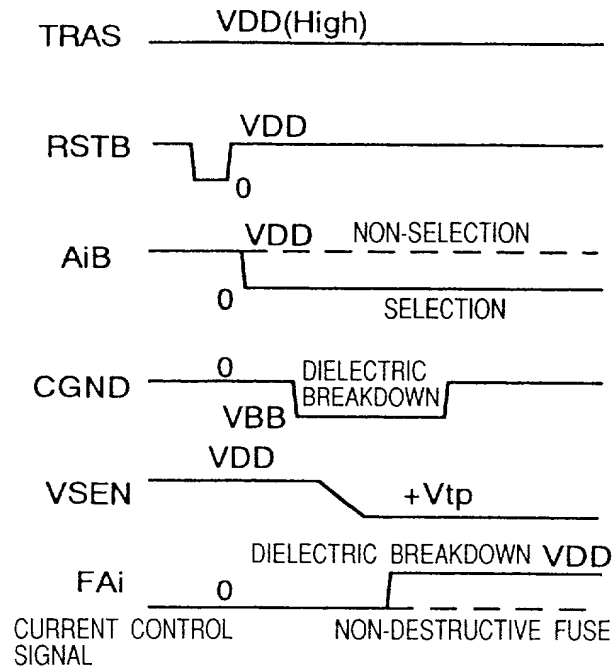 VDD(High)
TRAS
VDD
RSTB
0
VDD NON-SELECTION
AiB
0 SELECTION
0 DIELECTRIC
CGND BREAKDOWN
VBB
VDD
VSEN +Vtp
DIELECTRIC BREAKDOWN VDD
FAi 0
CURRENT CONTROL NON-DESTRUCTIVE FUSE
SIGNAL